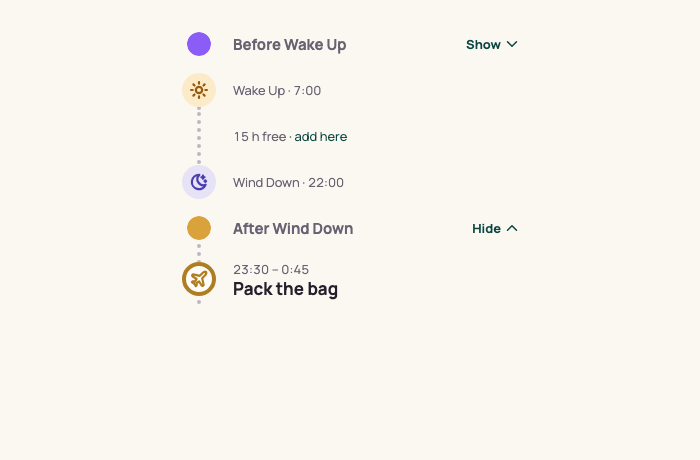 Before Wake Up
Show
Wake Up · 7:00
15 h free · add here
Wind Down · 22:00
After Wind Down
Hide
23:30 – 0:45
Pack the bag